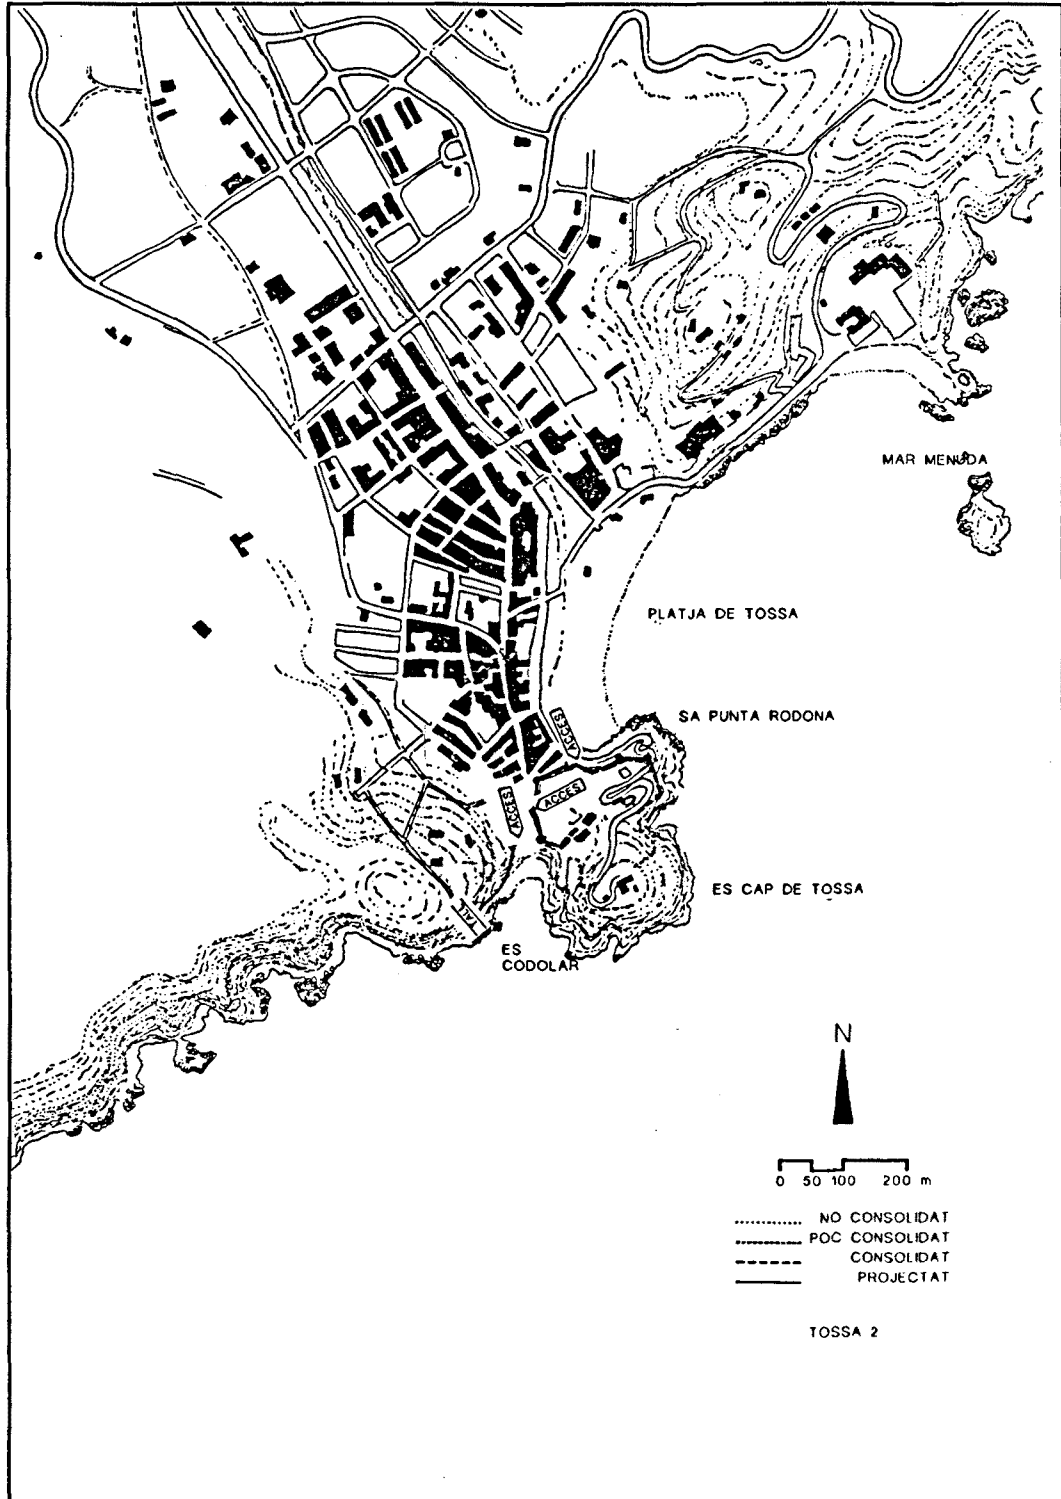 MAR MENUDA
PLATJA DE TOSSA
SA PUNTA RODONA
ACCES
ACCES
ACCES
ES CAP DE TOSSA
TALL
ES
CODOLAR
N
0 50 100 200 m
NO CONSOLIDAT
POC CONSOLIDAT
CONSOLIDAT
PROJECTAT
TOSSA 2